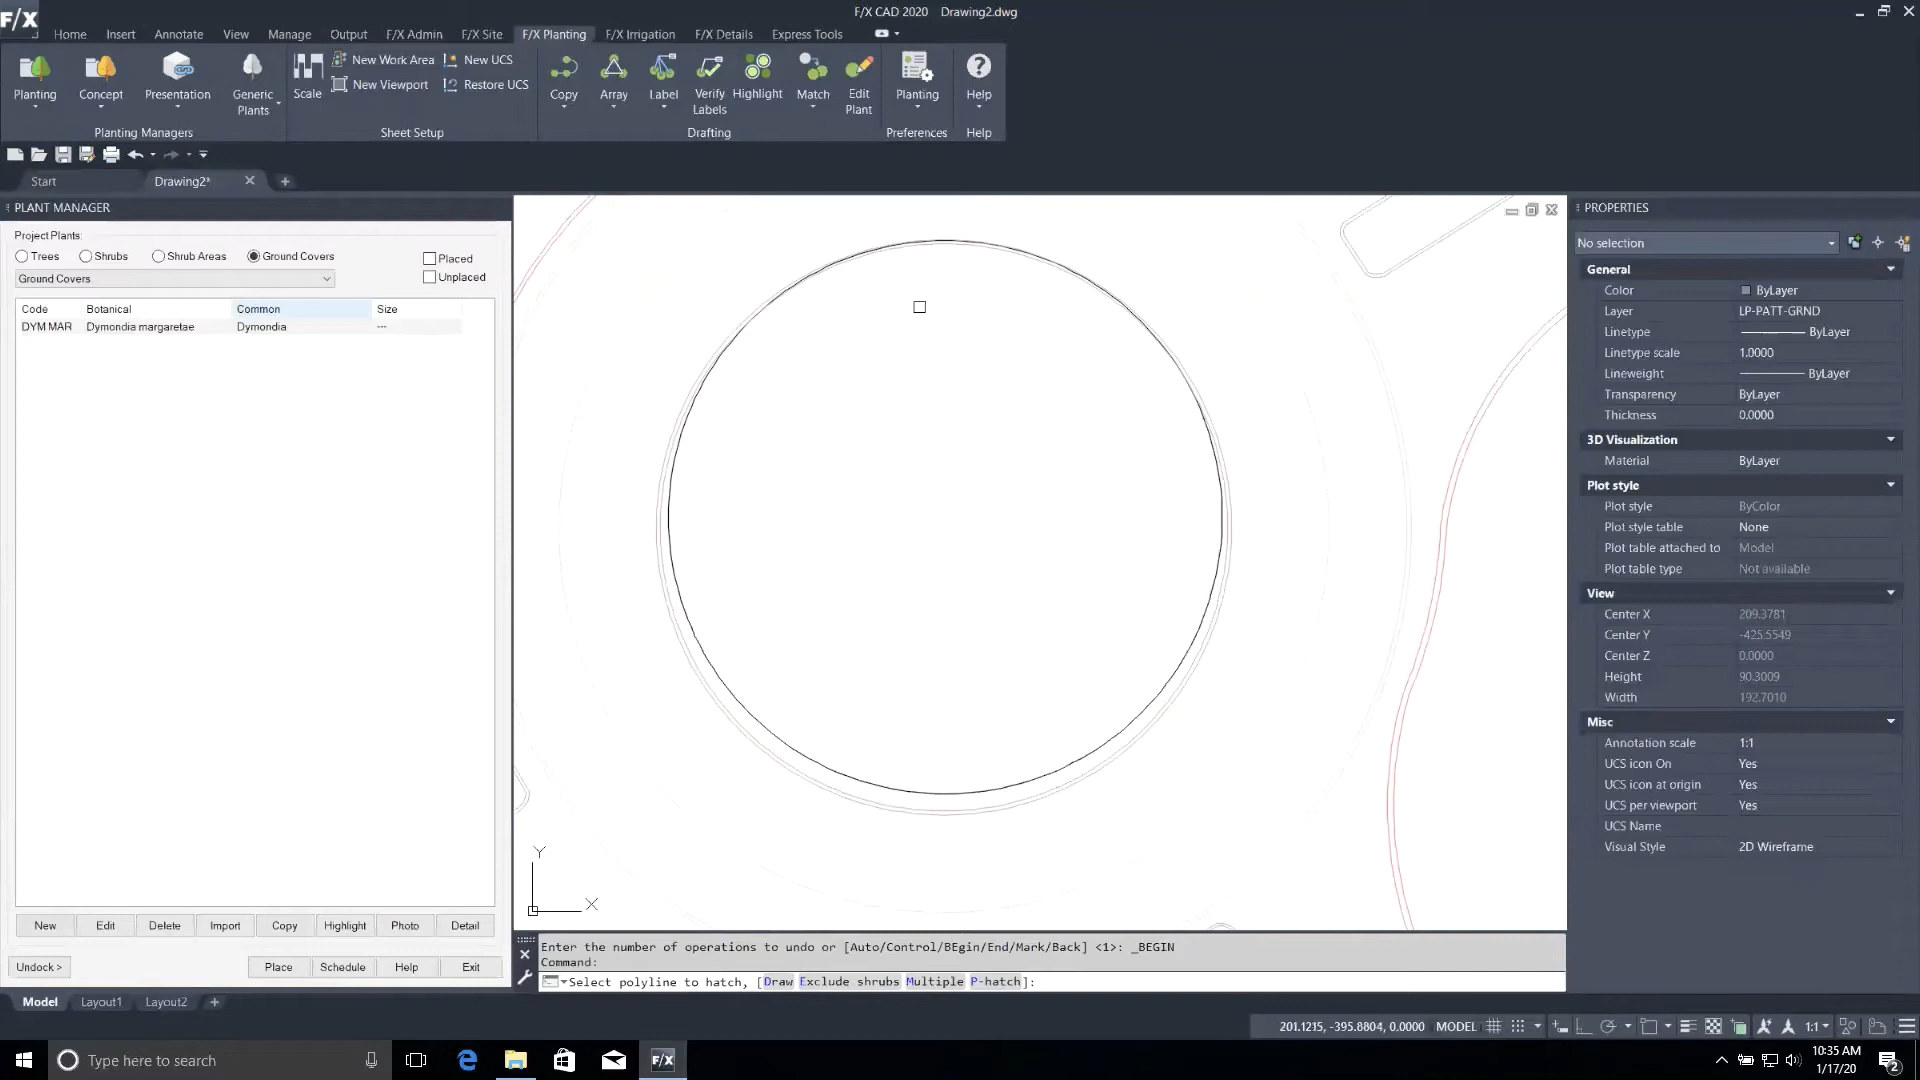 F/X CAD 2020 Drawing2.dwg
F/X
Home Insert Annotate View Manage Output F/X Admin F/X Site F/X Planting F/X Irrigation F/X Details Express Tools
New Work Area New UCS
New Viewport Restore UCS
Planting Concept Presentation Generic Plants Scale Copy Array Label Verify Labels Highlight Match Edit Plant Planting Help
Planting Managers Sheet Setup Drafting Preferences Help
Start Drawing2*
PLANT MANAGER
Project Plants:
Trees Shrubs Shrub Areas Ground Covers Placed
Ground Covers Unplaced
Code Botanical Common Size
DYM MAR Dymondia margaretae Dymondia ---
New Edit Delete Import Copy Highlight Photo Detail
Undock > Place Schedule Help Exit
Y
X
Enter the number of operations to undo or [Auto/Control/BEgin/End/Mark/Back] <1>: _BEGIN
Command:
Select polyline to hatch, [Draw Exclude shrubs Multiple P-hatch]:
PROPERTIES
No selection
General
Color ByLayer
Layer LP-PATT-GRND
Linetype ByLayer
Linetype scale 1.0000
Lineweight ByLayer
Transparency ByLayer
Thickness 0.0000
3D Visualization
Material ByLayer
Plot style
Plot style ByColor
Plot style table None
Plot table attached to Model
Plot table type Not available
View
Center X 209.3781
Center Y -425.5549
Center Z 0.0000
Height 90.3009
Width 192.7010
Misc
Annotation scale 1:1
UCS icon On Yes
UCS icon at origin Yes
UCS per viewport Yes
UCS Name
Visual Style 2D Wireframe
Model Layout1 Layout2
201.1215, -395.8804, 0.0000 MODEL 1:1
Type here to search
F/X
10:35 AM
1/17/20
2